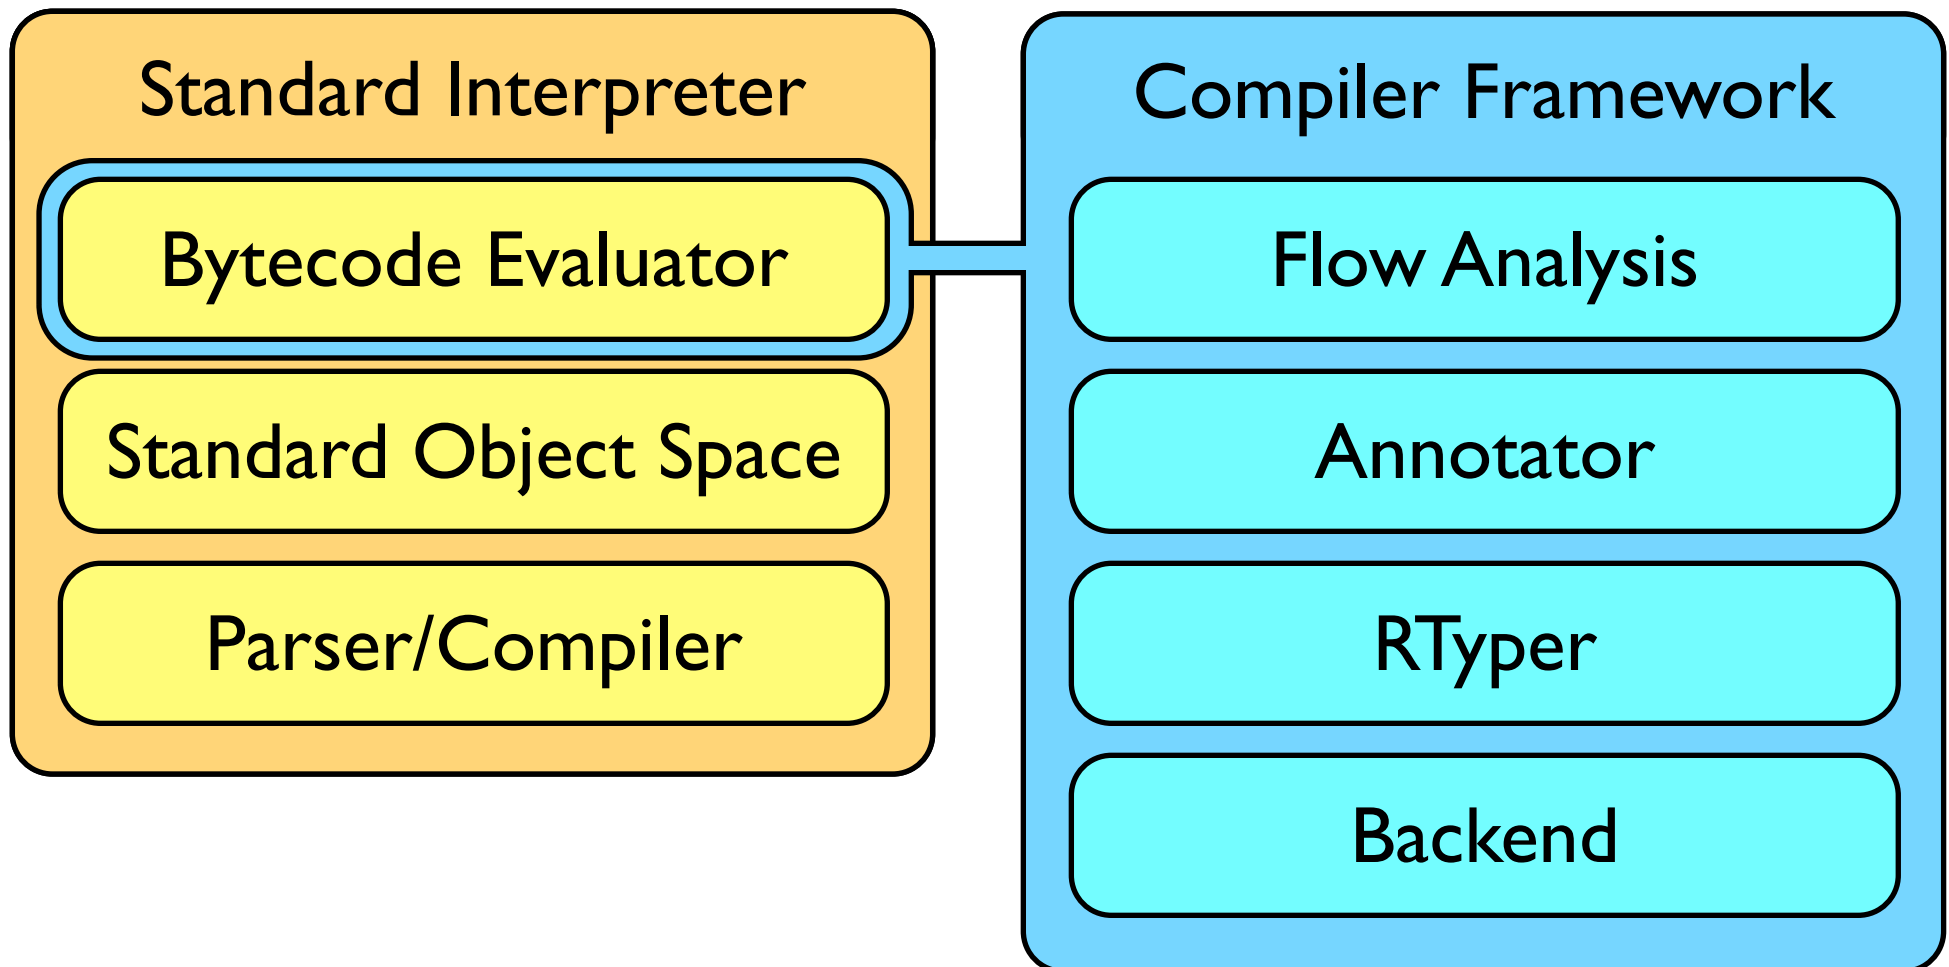 Standard Interpreter
Bytecode Evaluator
Standard Object Space
Parser/Compiler
Compiler Framework
Flow Analysis
Annotator
RTyper
Backend